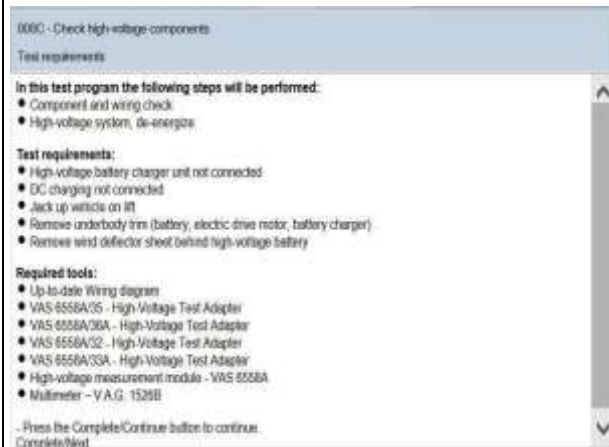 008C - Check high-voltage components
Test requirements
In this test program the following steps will be performed:
● Component and wiring check
● High-voltage system, de-energize
Test requirements:
● High-voltage battery charger unit not connected
● DC charging not connected
● Jack up vehicle on lift
● Remove underbody trim (battery, electric drive motor, battery charger)
● Remove wind deflector sheet behind high-voltage battery
Required tools:
● Up-to-date Wiring diagram
● VAS 6558A/35 - High-Voltage Test Adapter
● VAS 6558A/36A - High-Voltage Test Adapter
● VAS 6558A/32 - High-Voltage Test Adapter
● VAS 6558A/33A - High-Voltage Test Adapter
● High-voltage measurement module - VAS 6558A
● Multimeter – V.A.G. 1526B
- Press the Complete/Continue button to continue.
Complete/Next